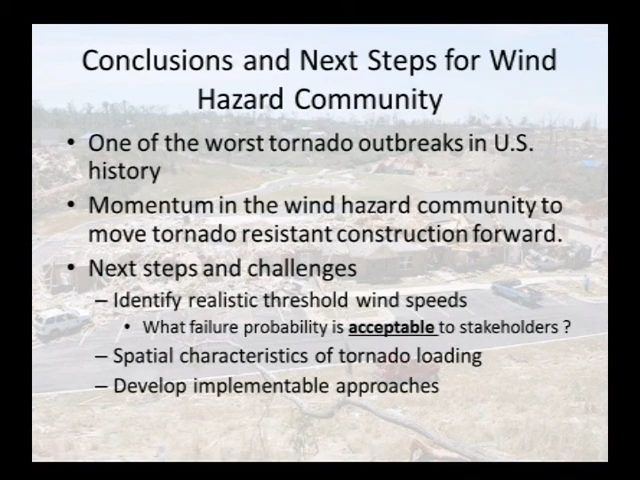 Conclusions and Next Steps for Wind
Hazard Community
• One of the worst tornado outbreaks in U.S.
history
• Momentum in the wind hazard community to
move tornado resistant construction forward.
• Next steps and challenges
– Identify realistic threshold wind speeds
• What failure probability is acceptable to stakeholders ?
– Spatial characteristics of tornado loading
– Develop implementable approaches